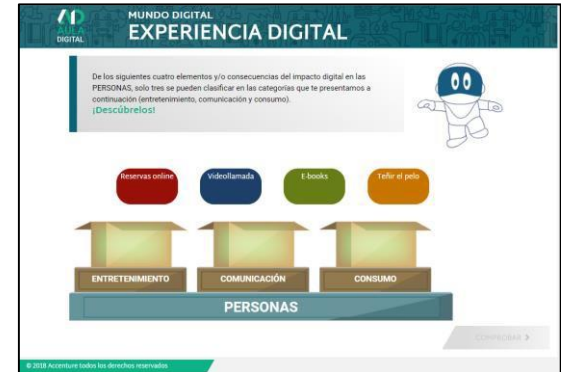 AULA
DIGITAL
MUNDO DIGITAL
EXPERIENCIA DIGITAL
De los siguientes cuatro elementos y/o consecuencias del impacto digital en las
PERSONAS, solo tres se pueden clasificar en las categorías que te presentamos a
continuación (entretenimiento, comunicación y consumo).
¡Descúbrelos!
Reservas online
Videollamada
E-books
Teñir el pelo
ENTRETENIMIENTO
COMUNICACIÓN
CONSUMO
PERSONAS
COMPROBAR
© 2018 Accenture todos los derechos reservados